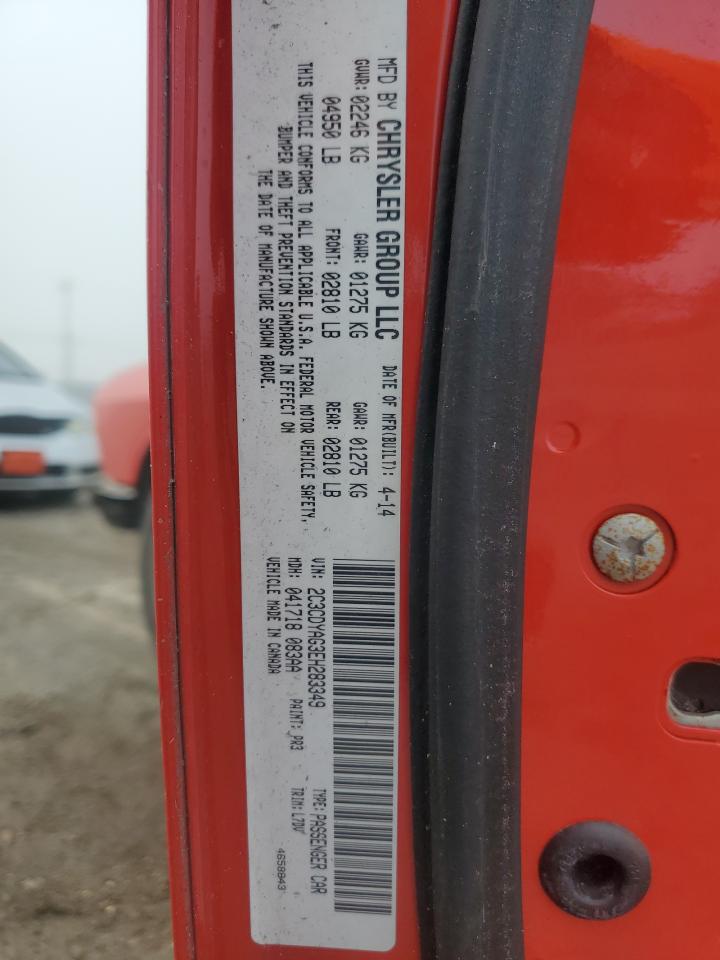 MFD BY CHRYSLER GROUP LLC DATE OF MFR(BUILT): 4-14
GVWR: 02246 KG GAWR: 01275 KG GAWR: 01275 KG
04950 LB FRONT: 02810 LB REAR: 02810 LB
THIS VEHICLE CONFORMS TO ALL APPLICABLE U.S.A. FEDERAL MOTOR VEHICLE SAFETY,
BUMPER AND THEFT PREVENTION STANDARDS IN EFFECT ON
THE DATE OF MANUFACTURE SHOWN ABOVE.
VIN: 2C3CDYAG3EH283349 TYPE: PASSENGER CAR
MDH: 041718 083AA PAINT: PR3 TRIM: L7DV
VEHICLE MADE IN CANADA 4658843